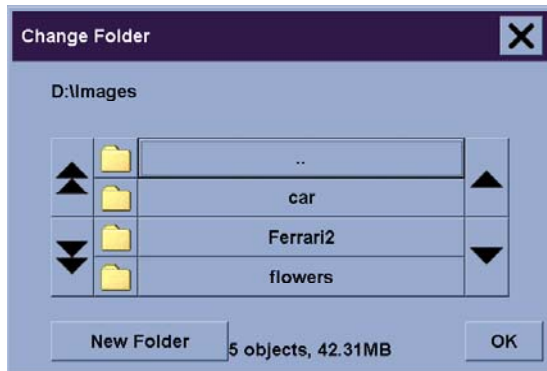 Change Folder
D:\Images
..
car
Ferrari2
flowers
New Folder
5 objects, 42.31MB
OK